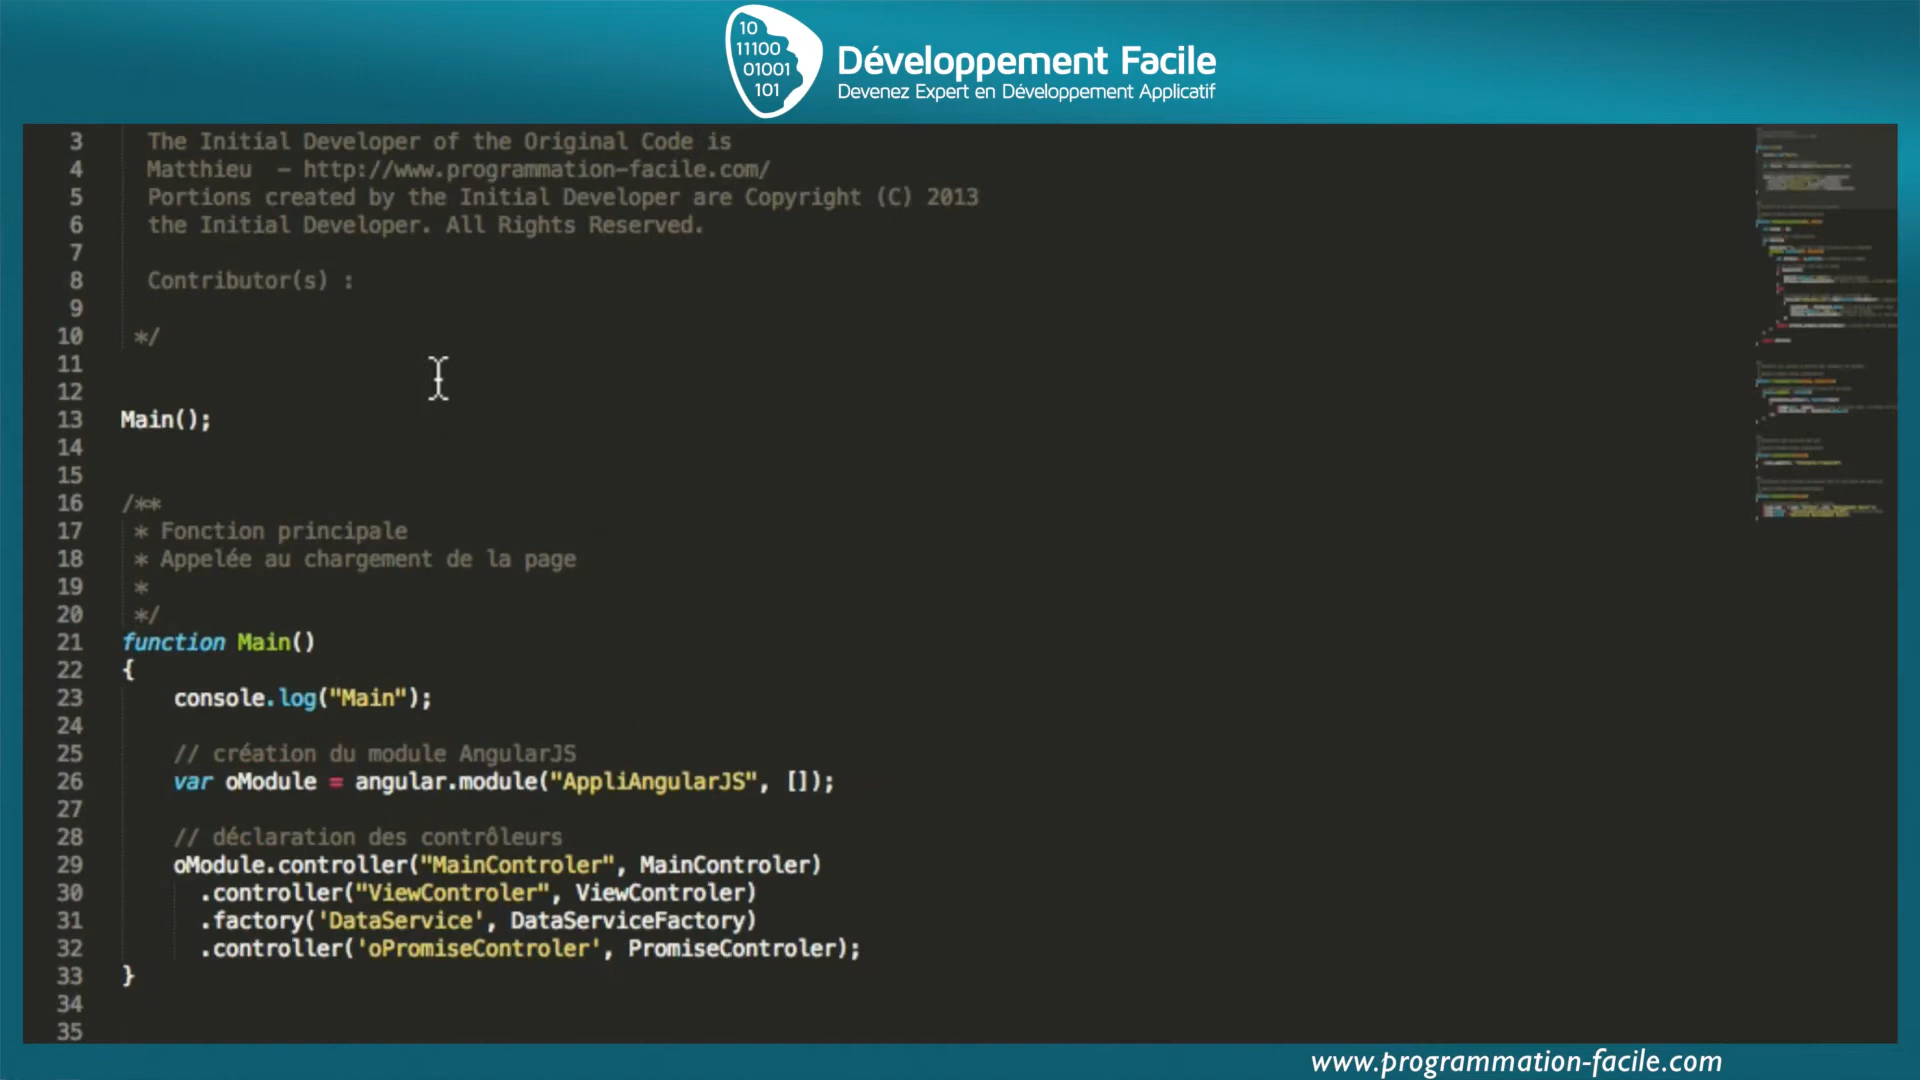 10
11100
01001
101
Développement Facile
Devenez Expert en Développement Applicatif
3 The Initial Developer of the Original Code is
4 Matthieu - http://www.programmation-facile.com/
5 Portions created by the Initial Developer are Copyright (C) 2013
6 the Initial Developer. All Rights Reserved.
7
8 Contributor(s) :
9
10 */
11
12
13 Main();
14
15
16 /**
17 * Fonction principale
18 * Appelée au chargement de la page
19 *
20 */
21 function Main()
22 {
23 console.log("Main");
24
25 // création du module AngularJS
26 var oModule = angular.module("AppliAngularJS", []);
27
28 // déclaration des contrôleurs
29 oModule.controller("MainControler", MainControler)
30 .controller("ViewControler", ViewControler)
31 .factory('DataService', DataServiceFactory)
32 .controller('oPromiseControler', PromiseControler);
33 }
34
35
www.programmation-facile.com